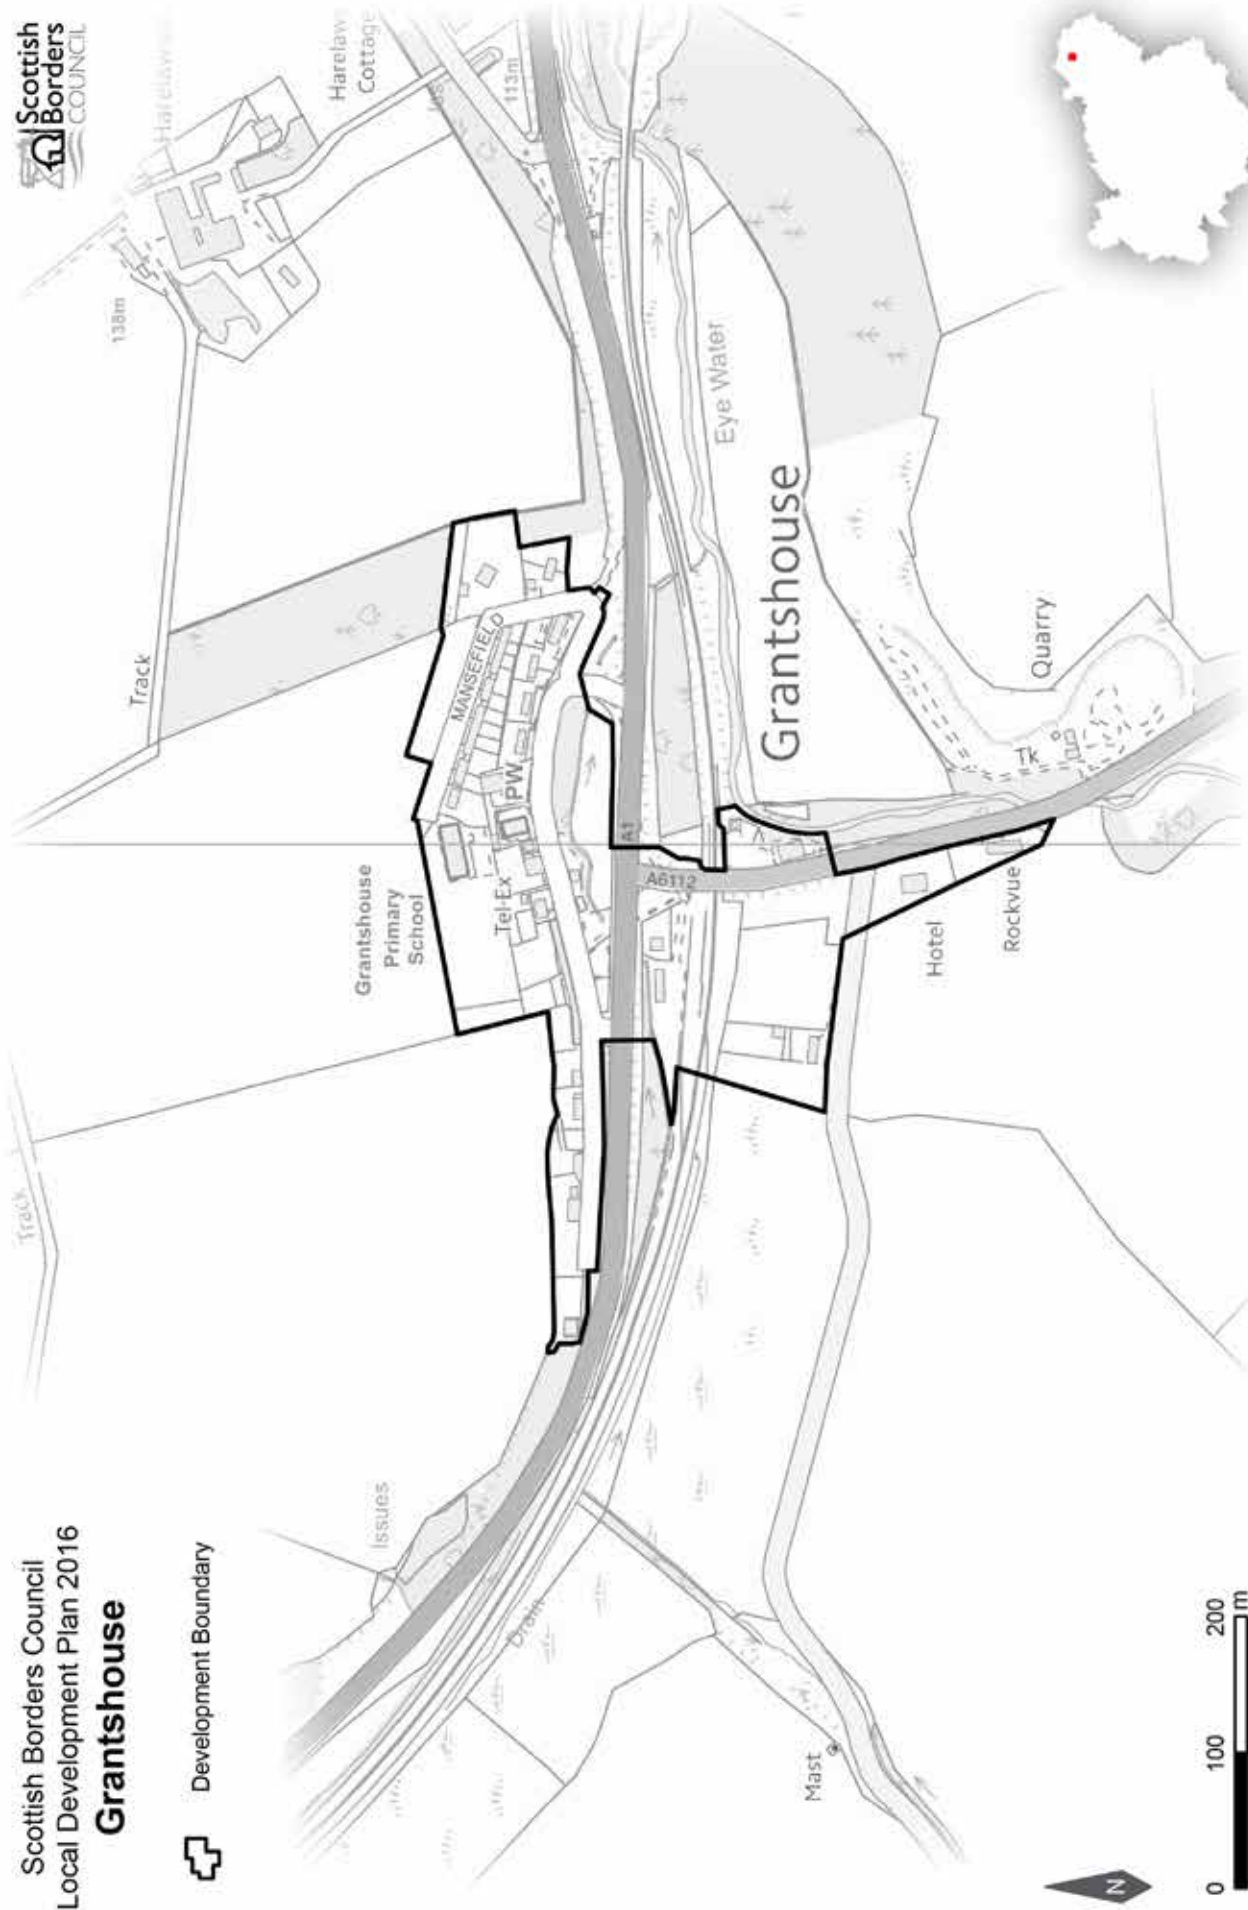 Scottish Borders Council
Local Development Plan 2016
Grantshouse
Development Boundary
Scottish
Borders
COUNCIL
Track
Issues
Track
138m
Harelaw
Cottage
113m
Grantshouse
Primary
School
MANSEFIELD
Tel-Ex
PW
A1
A6112
Eye Water
Grantshouse
Drain
Mast
Hotel
Rockvue
Tk
Quarry
N
0
100
200
m